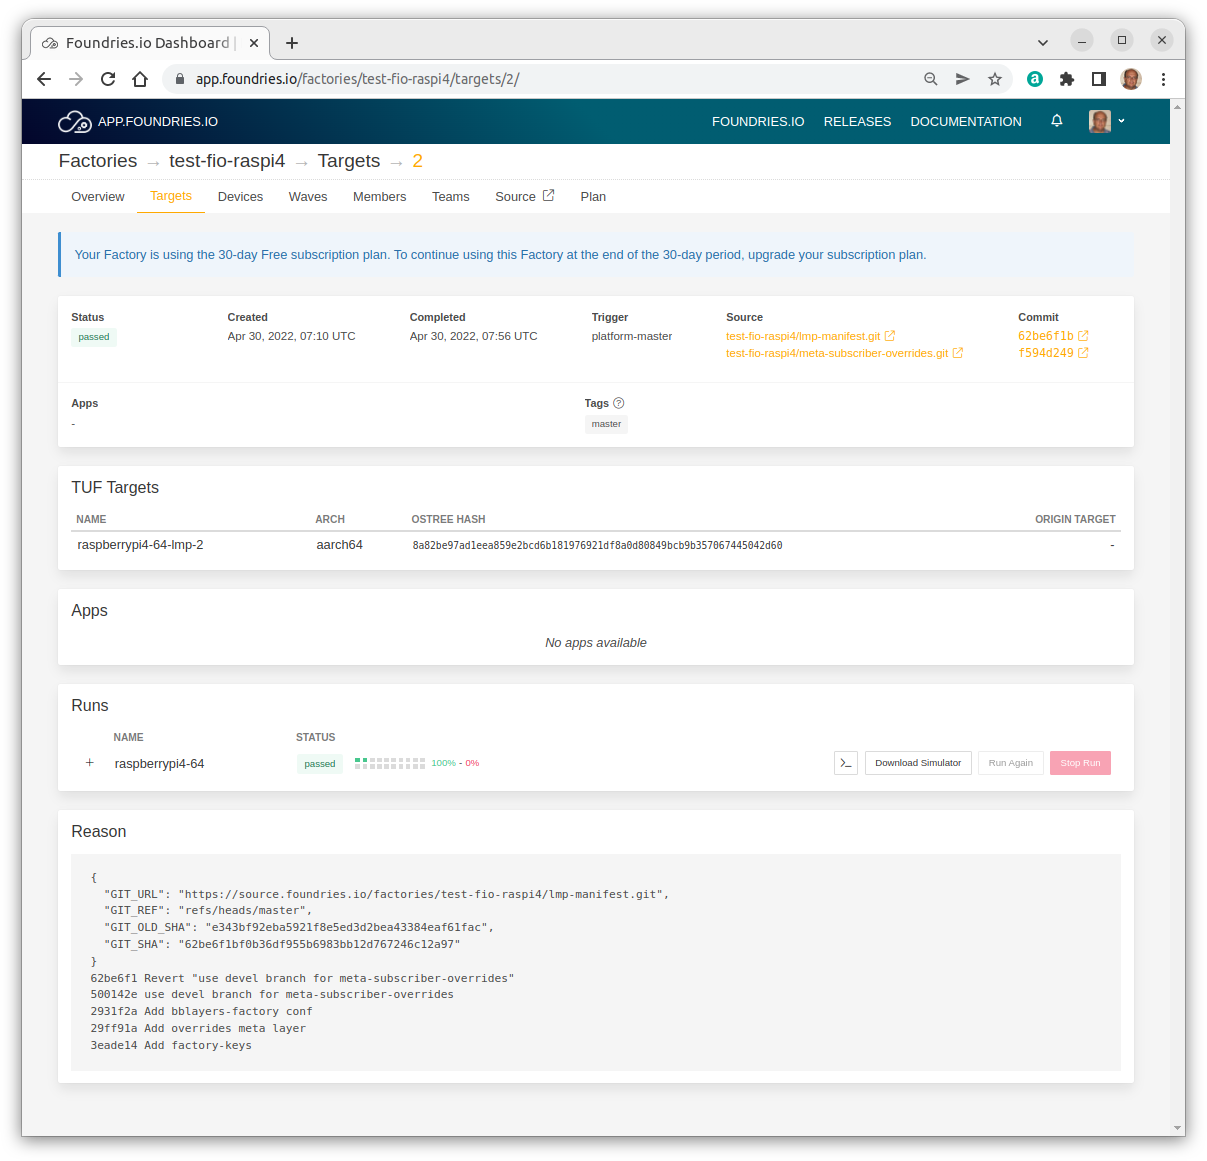 Foundries.io Dashboard
app.foundries.io/factories/test-fio-raspi4/targets/2/
a
APP.FOUNDRIES.IO
FOUNDRIES.IO RELEASES DOCUMENTATION
Factories → test-fio-raspi4 → Targets → 2
Overview Targets Devices Waves Members Teams Source Plan
Your Factory is using the 30-day Free subscription plan. To continue using this Factory at the end of the 30-day period, upgrade your subscription plan.
Status Created Completed Trigger Source Commit
passed Apr 30, 2022, 07:10 UTC Apr 30, 2022, 07:56 UTC platform-master test-fio-raspi4/lmp-manifest.git 62be6f1b
test-fio-raspi4/meta-subscriber-overrides.git f594d249
Apps Tags ?
- master
TUF Targets
NAME ARCH OSTREE HASH ORIGIN TARGET
raspberrypi4-64-lmp-2 aarch64 8a82be97ad1eea859e2bcd6b181976921df8a0d80849bcb9b357067445042d60 -
Apps
No apps available
Runs
NAME STATUS
+ raspberrypi4-64 passed 100% - 0% >_ Download Simulator Run Again Stop Run
Reason
{
"GIT_URL": "https://source.foundries.io/factories/test-fio-raspi4/lmp-manifest.git",
"GIT_REF": "refs/heads/master",
"GIT_OLD_SHA": "e343bf92eba5921f8e5ed3d2bea43384eaf61fac",
"GIT_SHA": "62be6f1bf0b36df955b6983bb12d767246c12a97"
}
62be6f1 Revert "use devel branch for meta-subscriber-overrides"
500142e use devel branch for meta-subscriber-overrides
2931f2a Add bblayers-factory conf
29ff91a Add overrides meta layer
3eade14 Add factory-keys